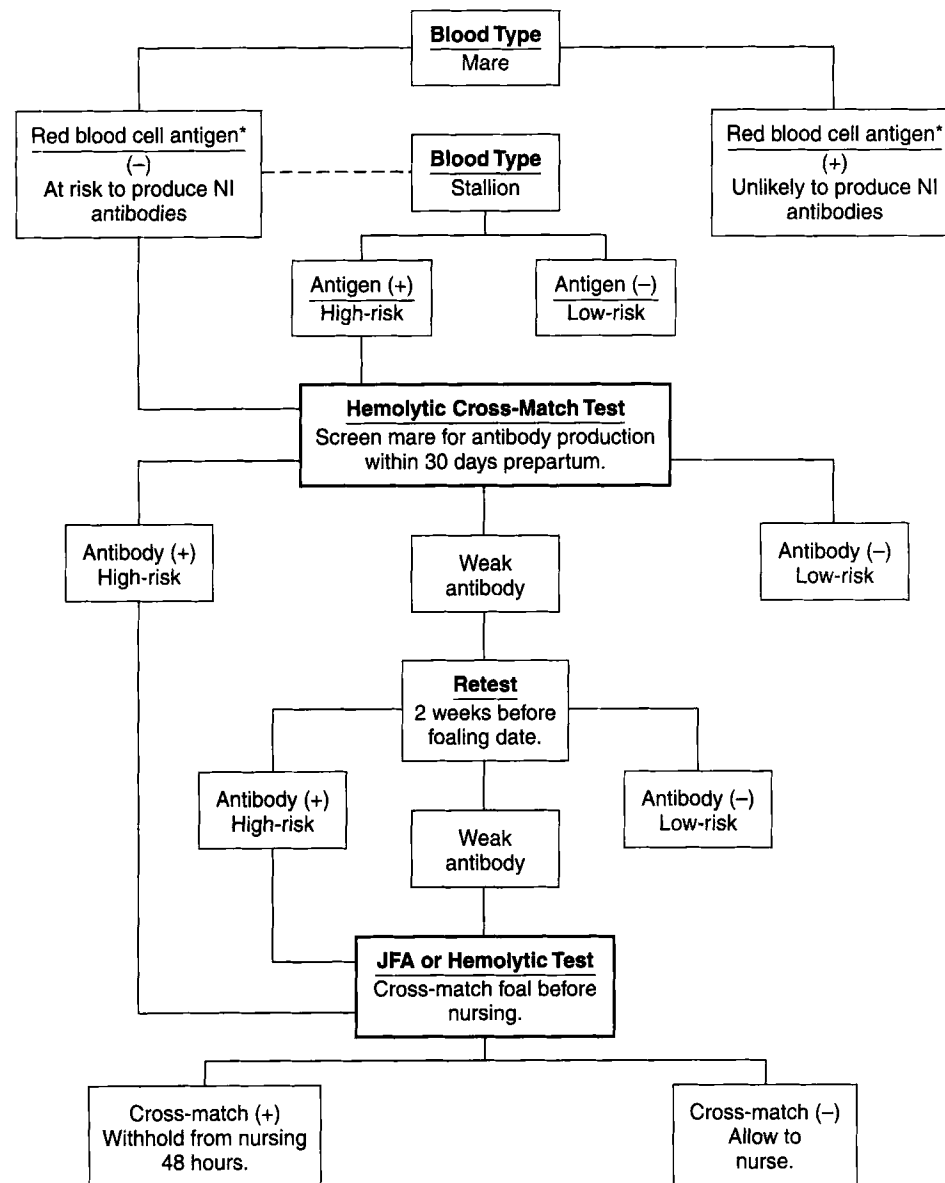 Blood Type
Mare
Red blood cell antigen*
(–)
At risk to produce NI
antibodies
Blood Type
Stallion
Red blood cell antigen*
(+)
Unlikely to produce NI
antibodies
Antigen (+)
High-risk
Antigen (–)
Low-risk
Hemolytic Cross-Match Test
Screen mare for antibody production
within 30 days prepartum.
Antibody (+)
High-risk
Weak
antibody
Antibody (–)
Low-risk
Retest
2 weeks before
foaling date.
Antibody (+)
High-risk
Weak
antibody
Antibody (–)
Low-risk
JFA or Hemolytic Test
Cross-match foal before
nursing.
Cross-match (+)
Withhold from nursing
48 hours.
Cross-match (–)
Allow to
nurse.